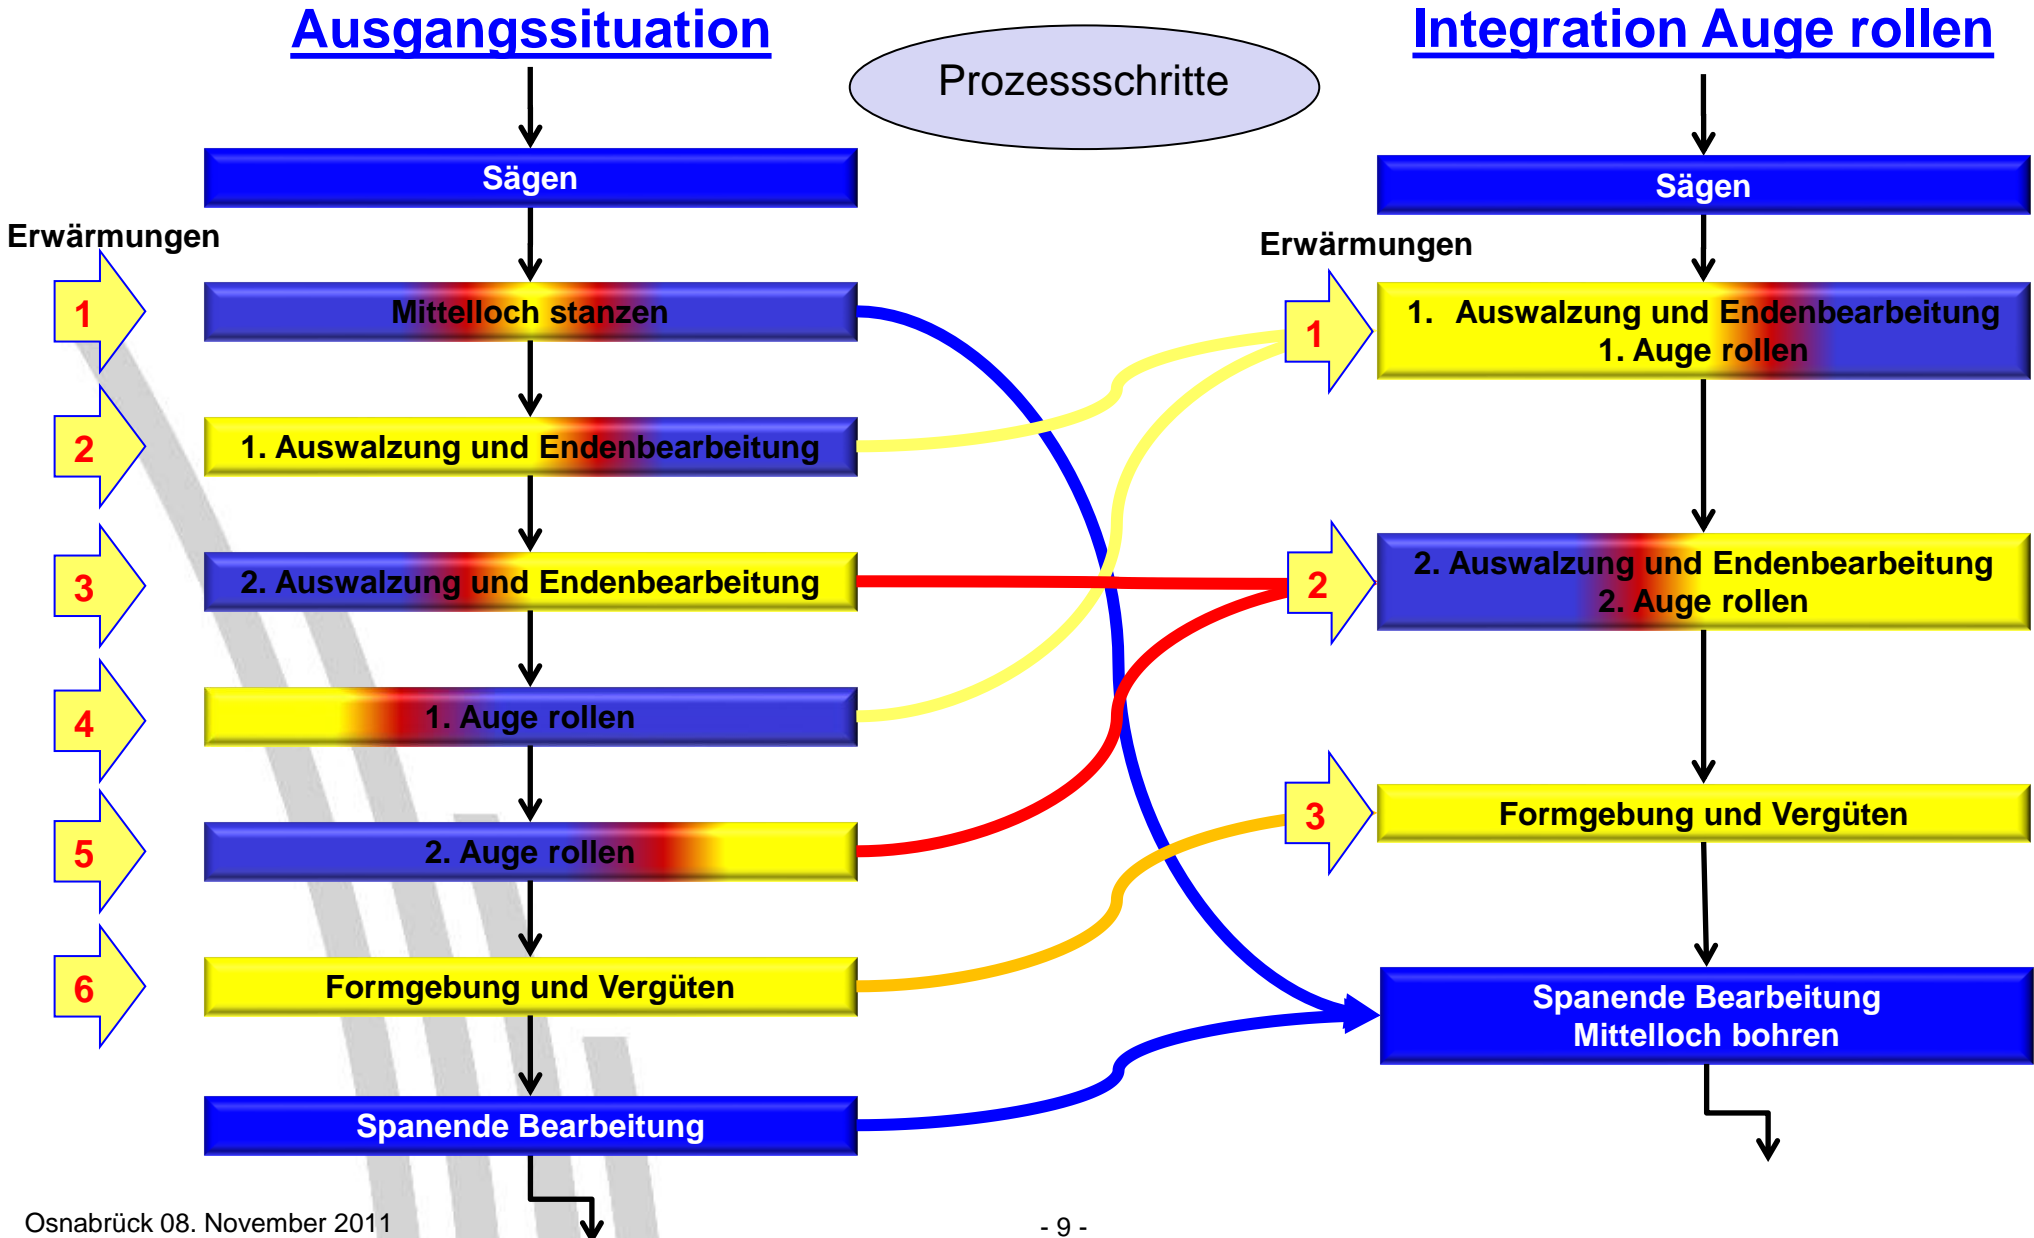 Ausgangssituation
Prozessschritte
Integration Auge rollen
Sägen
Erwärmungen
1
Mittelloch stanzen
2
1. Auswalzung und Endenbearbeitung
3
2. Auswalzung und Endenbearbeitung
4
1. Auge rollen
5
2. Auge rollen
6
Formgebung und Vergüten
Spanende Bearbeitung
Sägen
Erwärmungen
1
1. Auswalzung und Endenbearbeitung
1. Auge rollen
2
2. Auswalzung und Endenbearbeitung
2. Auge rollen
3
Formgebung und Vergüten
Spanende Bearbeitung
Mittelloch bohren
Osnabrück 08. November 2011
- 9 -